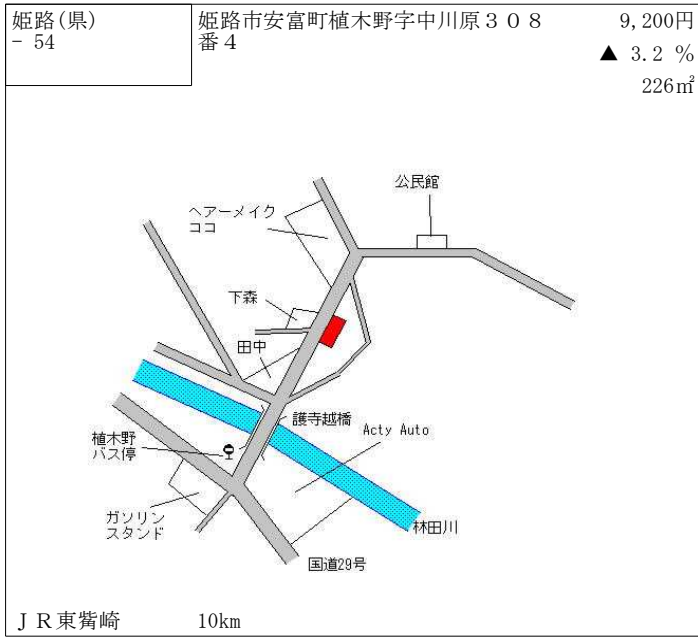 姫路(県)
- 54
姫路市安富町植木野字中川原３０８
番４
9,200円
▲ 3.2 %
226㎡
公民館
ヘアーメイク
ココ
下森
田中
護寺越橋
Acty Auto
植木野
バス停
ガソリン
スタンド
林田川
国道29号
ＪＲ東觜崎
10km